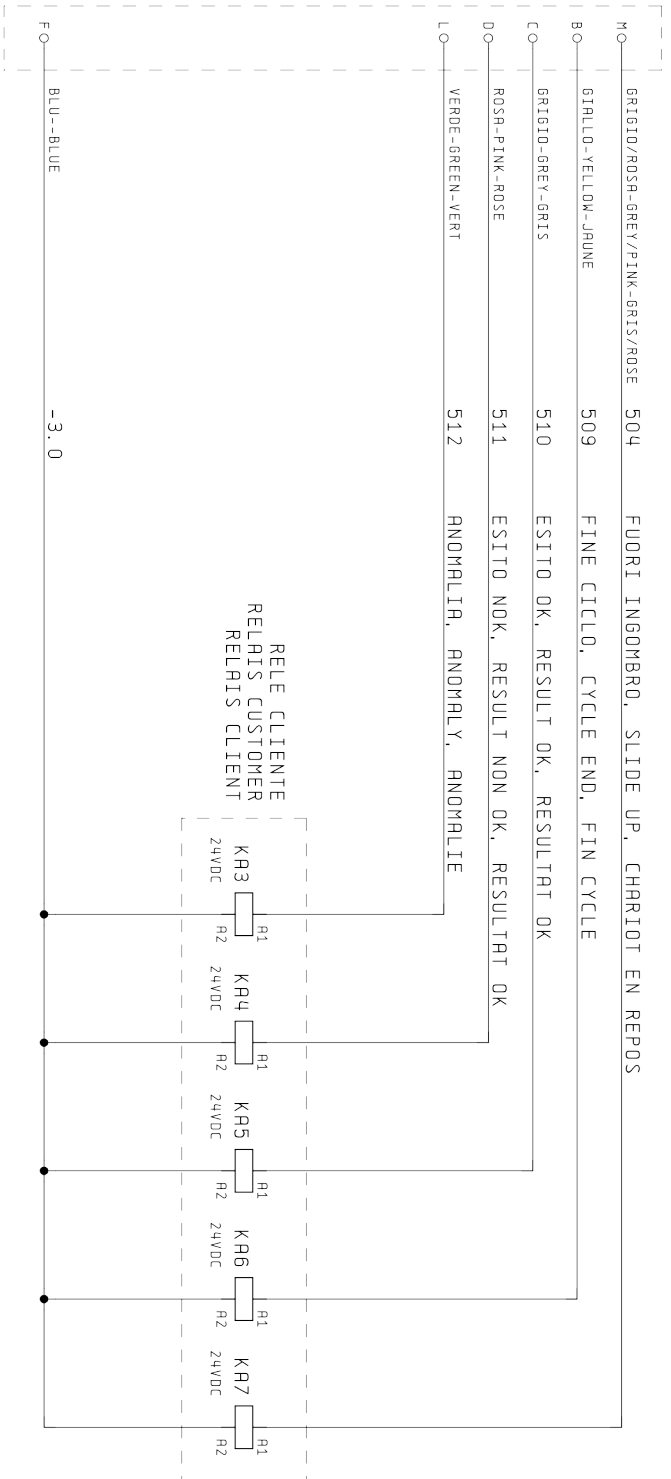 M GRIGIO/ROSA-GREY/PINK-GRIS/ROSE 504 FUORI INGOMBRO, SLIDE UP, CHARIOT EN REPOS
B GIALLO-YELLOW-JAUNE 509 FINE CICLO, CYCLE END, FIN CYCLE
C GRIGIO-GREY-GRIS 510 ESITO OK, RESULT OK, RESULTAT OK
D ROSA-PINK-ROSE 511 ESITO NOK, RESULT NON OK, RESULTAT OK
L VERDE-GREEN-VERT 512 ANOMALIA, ANOMALY, ANOMALIE
RELE CLIENTE
RELAIS CUSTOMER
RELAIS CLIENT
A1 A1 A1 A1 A1
KA3 KA4 KA5 KA6 KA7
A2 A2 A2 A2 A2
24VDC 24VDC 24VDC 24VDC 24VDC
F BLU--BLUE -3.0